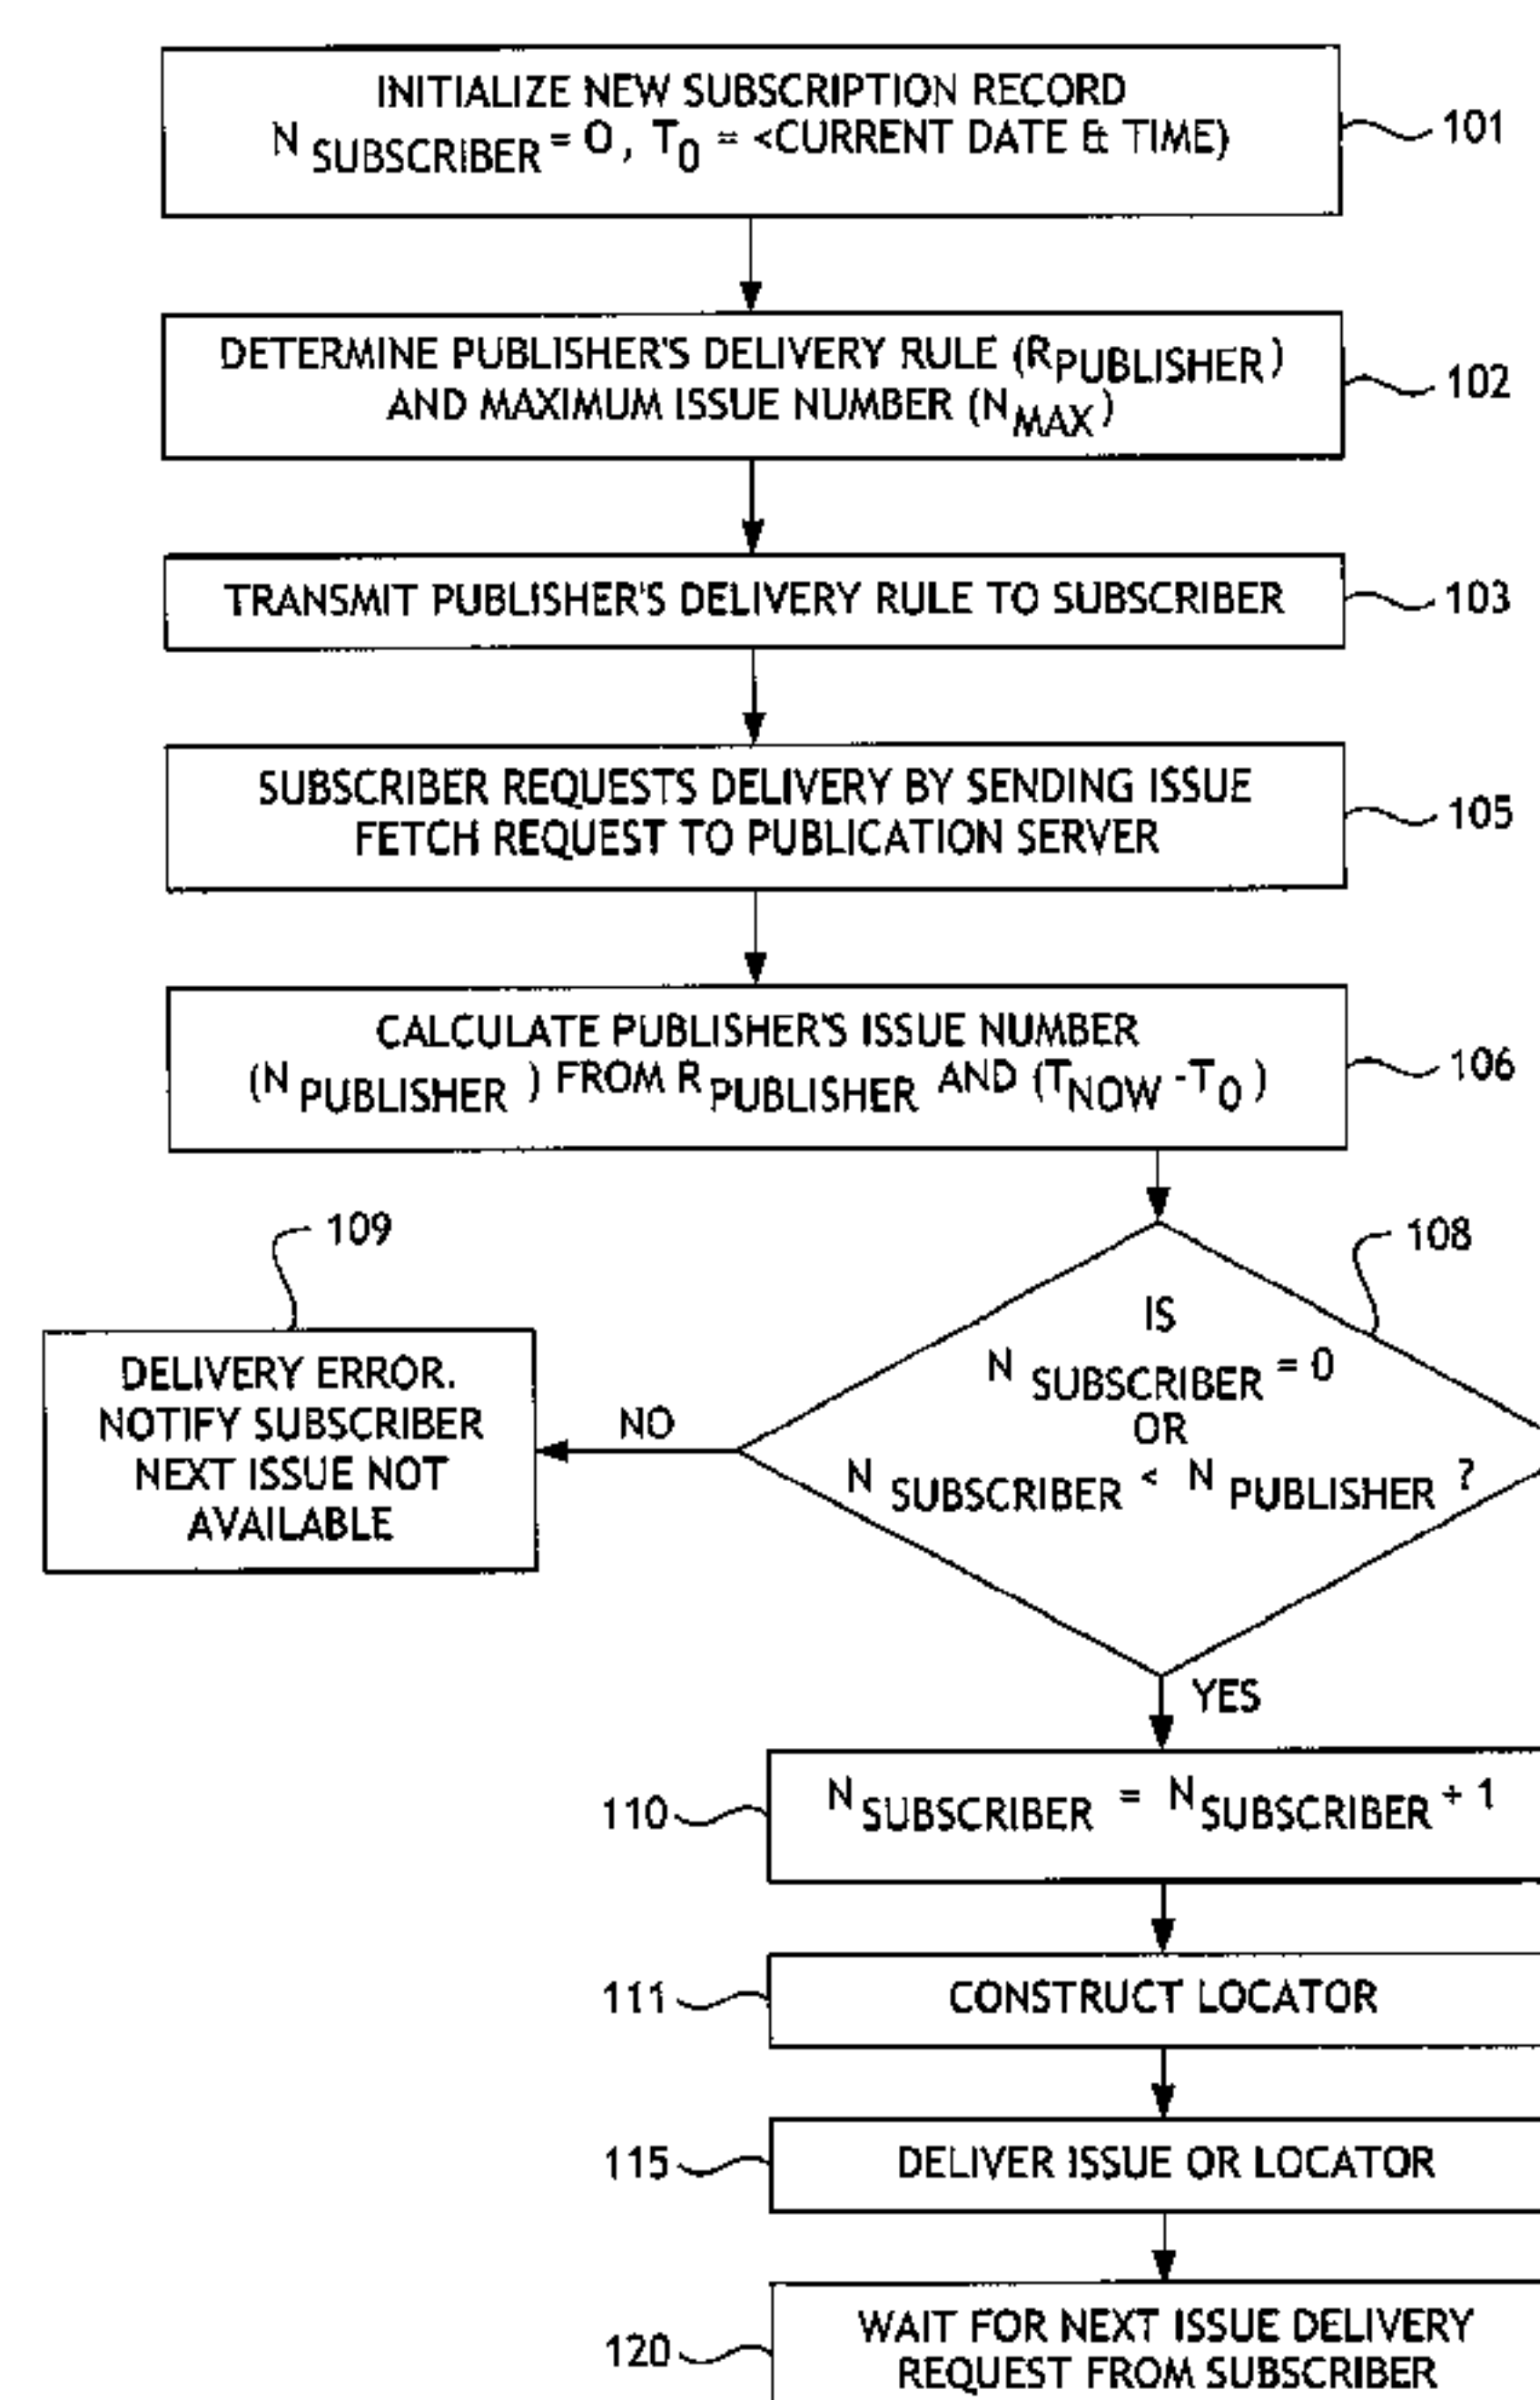 INITIALIZE NEW SUBSCRIPTION RECORD
N SUBSCRIBER = 0, T0 = <CURRENT DATE & TIME)
101
DETERMINE PUBLISHER'S DELIVERY RULE (RPUBLISHER)
AND MAXIMUM ISSUE NUMBER (NMAX)
102
TRANSMIT PUBLISHER'S DELIVERY RULE TO SUBSCRIBER
103
SUBSCRIBER REQUESTS DELIVERY BY SENDING ISSUE
FETCH REQUEST TO PUBLICATION SERVER
105
CALCULATE PUBLISHER'S ISSUE NUMBER
(N PUBLISHER ) FROM R PUBLISHER AND (TNOW -T0 )
106
109
108
DELIVERY ERROR.
NOTIFY SUBSCRIBER
NEXT ISSUE NOT
AVAILABLE
NO
IS
N SUBSCRIBER = 0
OR
N SUBSCRIBER < N PUBLISHER ?
YES
110
N SUBSCRIBER = N SUBSCRIBER + 1
111
CONSTRUCT LOCATOR
115
DELIVER ISSUE OR LOCATOR
120
WAIT FOR NEXT ISSUE DELIVERY
REQUEST FROM SUBSCRIBER